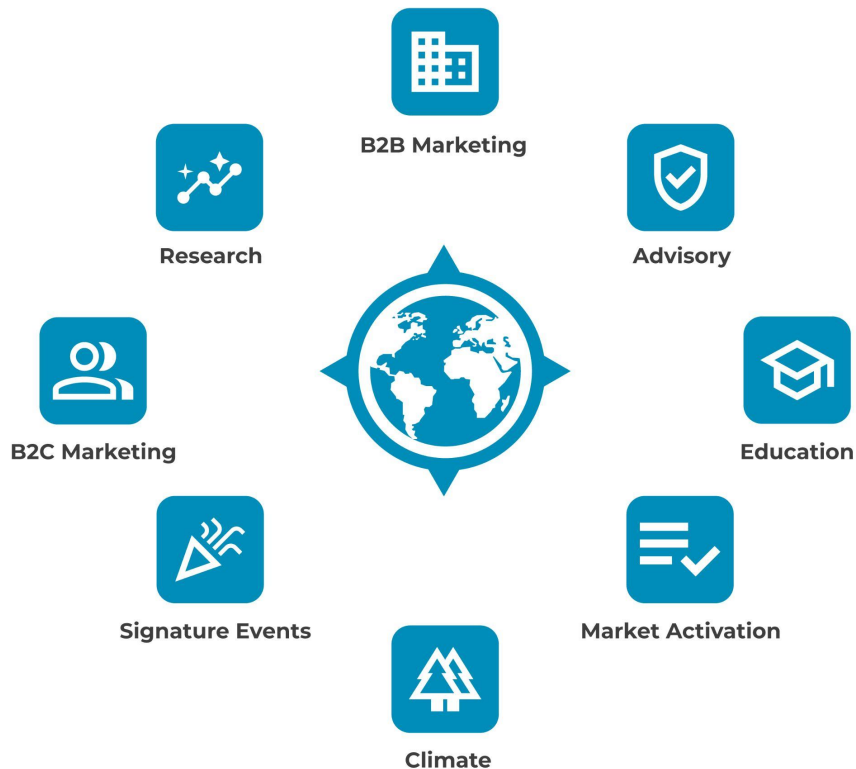 B2B Marketing
Research
Advisory
B2C Marketing
Education
Signature Events
Market Activation
Climate